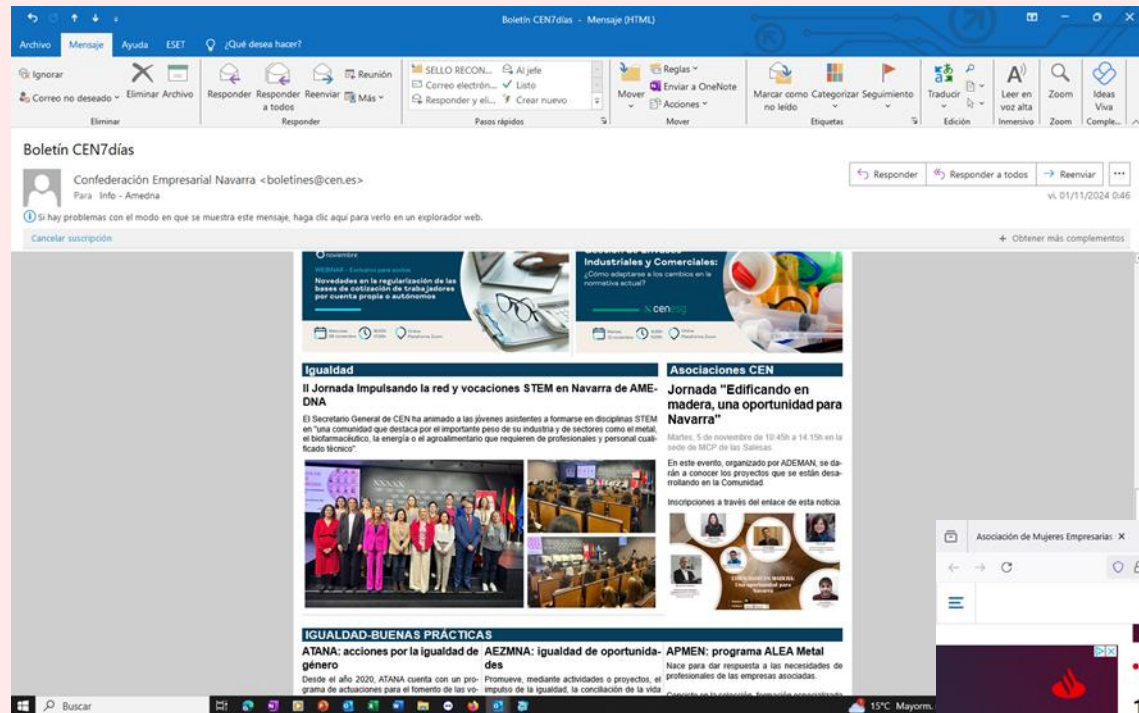 Boletín CEN7días - Mensaje (HTML)
Archivo Mensaje Ayuda ESET ¿Qué desea hacer?
Ignorar
Correo no deseado
Eliminar Archivo
Eliminar
Responder Responder a todos Reenviar
Reunión
Más
Responder
SELLO RECON... Al jefe
Correo electrón... Listo
Responder y eli... Crear nuevo
Pasos rápidos
Mover
Reglas
Enviar a OneNote
Acciones
Mover
Marcar como no leído Categorizar Seguimiento
Etiquetas
Traducir
Edición
Leer en voz alta
Inmersivo
Zoom
Zoom
Ideas Viva
Comple...
Boletín CEN7días
Confederación Empresarial Navarra <boletines@cen.es>
Para Info - Amedna
Responder Responder a todos Reenviar
vi. 01/11/2024 0:46
Si hay problemas con el modo en que se muestra este mensaje, haga clic aquí para verlo en un explorador web.
Cancelar suscripción
+ Obtener más complementos
noviembre
WEBINAR - Exclusivo para socios
Novedades en la regularización de las
bases de cotización de trabajadores
por cuenta propia o autónomos
Industriales y Comerciales:
¿Cómo adaptarse a los cambios en la
normativa actual?
cenesg
Igualdad
II Jornada Impulsando la red y vocaciones STEM en Navarra de AME-
DNA
El Secretario General de CEN ha animado a las jóvenes asistentes a formarse en disciplinas STEM
en "una comunidad que destaca por el importante peso de su industria y de sectores como el metal,
el biofarmacéutico, la energía o el agroalimentario que requieren de profesionales y personal cuali-
ficado técnico".
Asociaciones CEN
Jornada "Edificando en
madera, una oportunidad para
Navarra"
Martes, 5 de noviembre de 10:45h a 14:15h en la
sede de MCP de las Salesas.
En este evento, organizado por ADEMAN, se da-
rán a conocer los proyectos que se están desa-
rrollando en la Comunidad.
Inscripciones a través del enlace de esta noticia.
IGUALDAD-BUENAS PRÁCTICAS
ATANA: acciones por la igualdad de
género
Desde el año 2020, ATANA cuenta con un pro-
grama de actuaciones para el fomento de las vo-
AEZMNA: igualdad de oportunida-
des
Promueve, mediante actividades o proyectos, el
impulso de la igualdad, la conciliación de la vida
APMEN: programa ALEA Metal
Nace para dar respuesta a las necesidades de
profesionales de las empresas asociadas.
Asociación de Mujeres Empresarias
Buscar
15°C Mayorm.